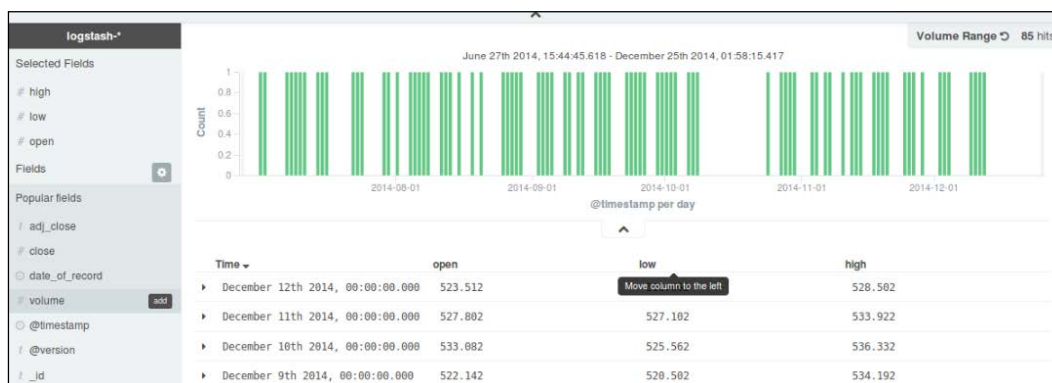 logstash-*
Volume Range 85 hits
Selected Fields
# high
# low
# open
Fields
Popular fields
t adj_close
# close
date_of_record
# volume add
@timestamp
t @version
t _id
June 27th 2014, 15:44:45.618 - December 25th 2014, 01:58:15.417
Count
1
0.8
0.6
0.4
0.2
0
2014-08-01 2014-09-01 2014-10-01 2014-11-01 2014-12-01
@timestamp per day
Time open low high
Move column to the left
December 12th 2014, 00:00:00.000 523.512 528.502
December 11th 2014, 00:00:00.000 527.802 527.102 533.922
December 10th 2014, 00:00:00.000 533.082 525.562 536.332
December 9th 2014, 00:00:00.000 522.142 520.502 534.192